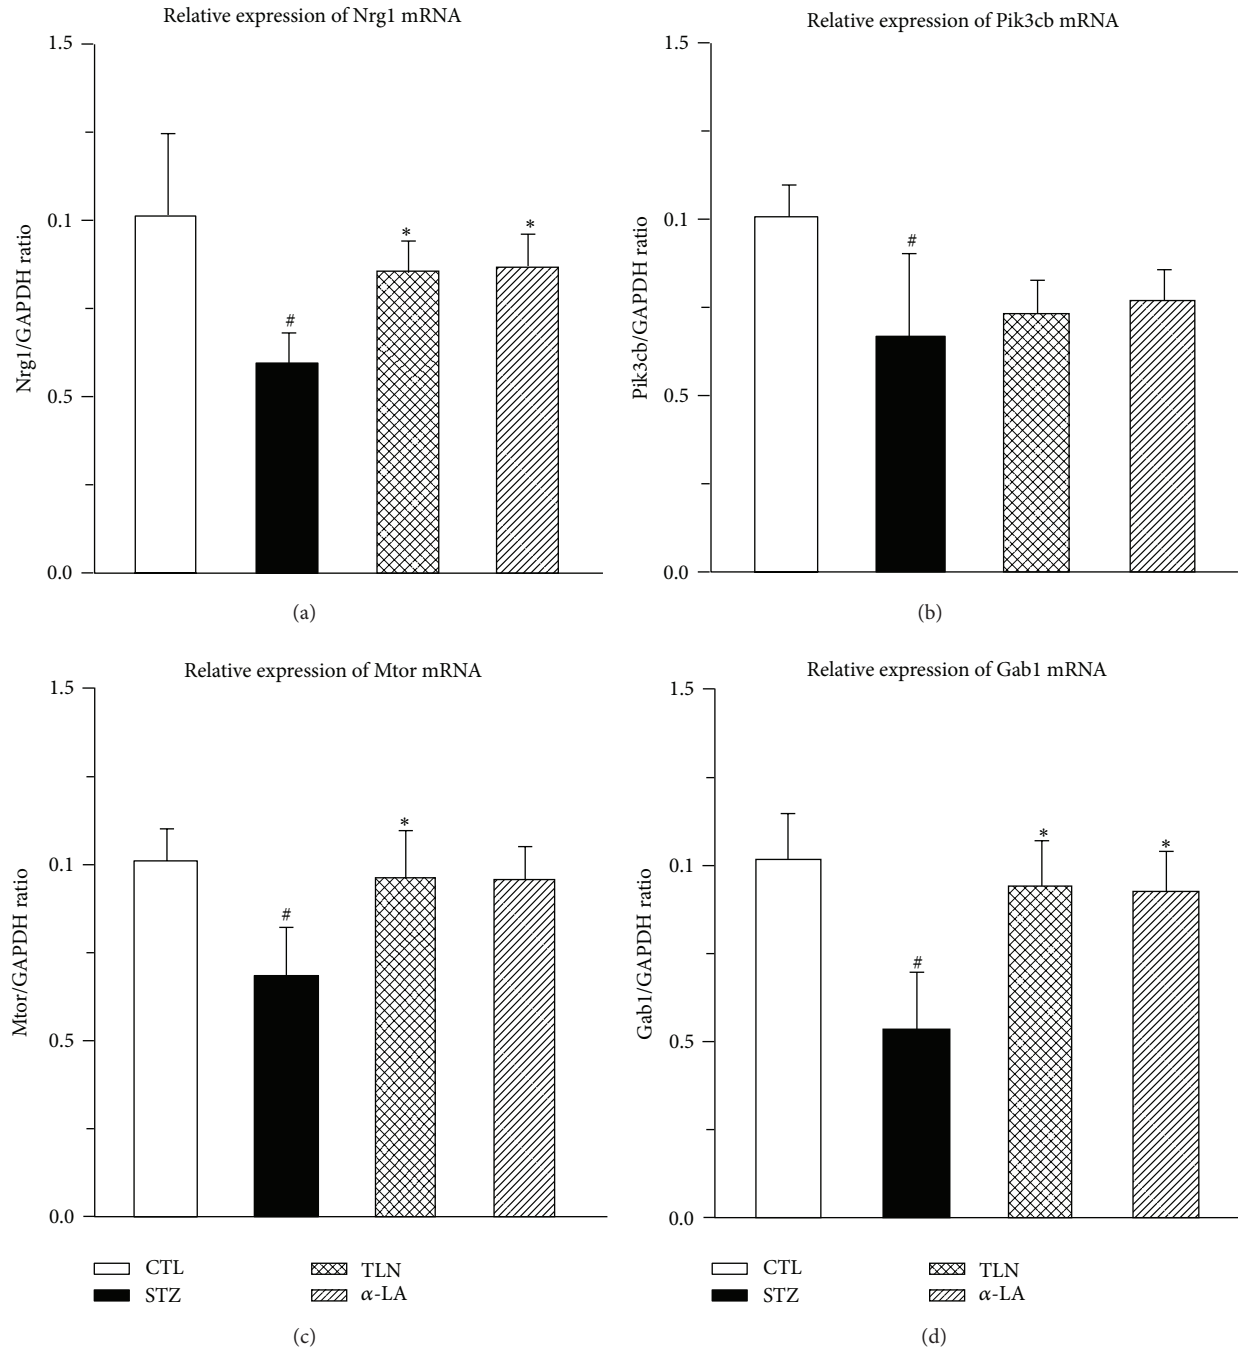 Relative expression of Nrg1 mRNA
1.5
0.1
0.5
0.0
Nrg1/GAPDH ratio
#
*
*
(a)
Relative expression of Pik3cb mRNA
1.5
0.1
0.5
0.0
Pik3cb/GAPDH ratio
#
(b)
Relative expression of Mtor mRNA
1.5
0.1
0.5
0.0
Mtor/GAPDH ratio
#
*
CTL
TLN
STZ
α-LA
(c)
Relative expression of Gab1 mRNA
1.5
0.1
0.5
0.0
Gab1/GAPDH ratio
#
*
*
CTL
TLN
STZ
α-LA
(d)